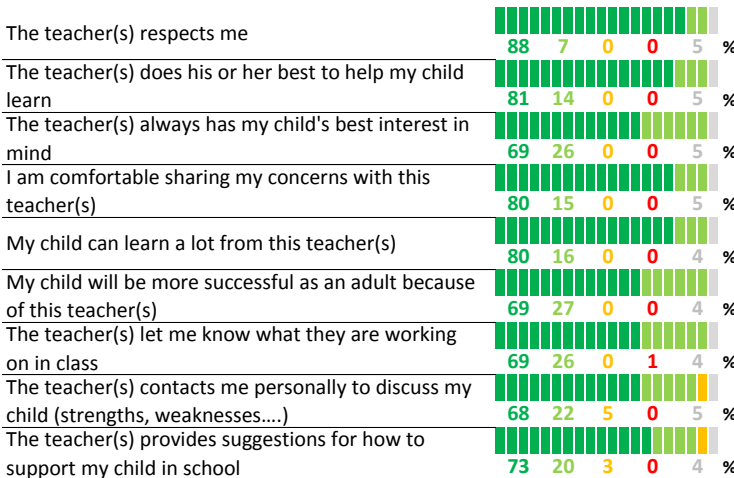 The teacher(s) respects me
88 7 0 0 5 %
The teacher(s) does his or her best to help my child
learn
81 14 0 0 5 %
The teacher(s) always has my child's best interest in
mind
69 26 0 0 5 %
I am comfortable sharing my concerns with this
teacher(s)
80 15 0 0 5 %
My child can learn a lot from this teacher(s)
80 16 0 0 4 %
My child will be more successful as an adult because
of this teacher(s)
69 27 0 0 4 %
The teacher(s) let me know what they are working
on in class
69 26 0 1 4 %
The teacher(s) contacts me personally to discuss my
child (strengths, weaknesses....)
68 22 5 0 5 %
The teacher(s) provides suggestions for how to
support my child in school
73 20 3 0 4 %